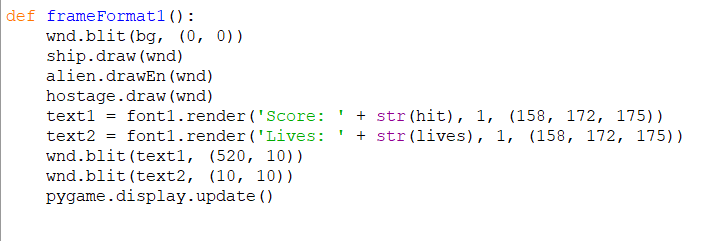 def frameFormat1():
    wnd.blit(bg, (0, 0))
    ship.draw(wnd)
    alien.drawEn(wnd)
    hostage.draw(wnd)
    text1 = font1.render('Score: ' + str(hit), 1, (158, 172, 175))
    text2 = font1.render('Lives: ' + str(lives), 1, (158, 172, 175))
    wnd.blit(text1, (520, 10))
    wnd.blit(text2, (10, 10))
    pygame.display.update()